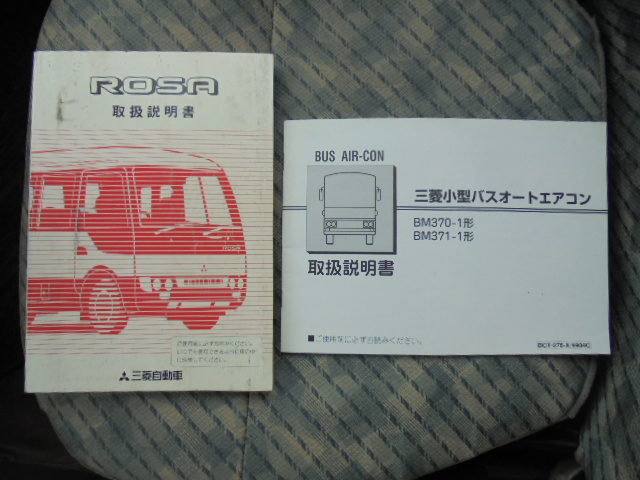 ROSA
取扱説明書
三菱自動車
BUS AIR-CON
三菱小型バスオートエアコン
BM370-1形
BM371-1形
取扱説明書
■ご使用前に必ずお読みください。